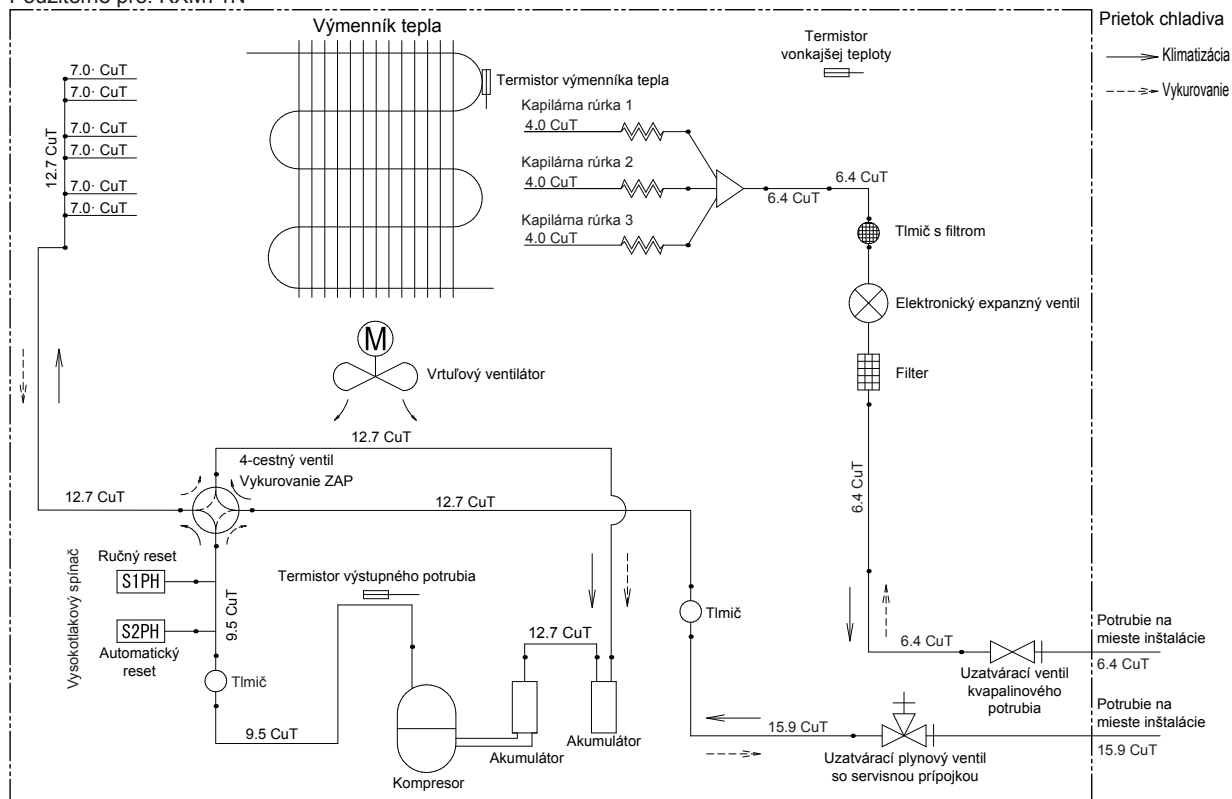 Použiteľné pre: RXM71N
Výmenník tepla
Termistor
vonkajšej teploty
Prietok chladiva
Klimatizácia
Vykurovanie
7.0· CuT
7.0· CuT
7.0· CuT
7.0· CuT
7.0· CuT
7.0· CuT
12.7 CuT
Termistor výmenníka tepla
Kapilárna rúrka 1
4.0 CuT
Kapilárna rúrka 2
4.0 CuT
Kapilárna rúrka 3
4.0 CuT
6.4 CuT
6.4 CuT
Tlmič s filtrom
Elektronický expanzný ventil
Filter
M
Vrtuľový ventilátor
12.7 CuT
4-cestný ventil
Vykurovanie ZAP
12.7 CuT
12.7 CuT
6.4 CuT
Vysokotlakový spínač
Ručný reset
S1PH
S2PH
Automatický
reset
9.5 CuT
Termistor výstupného potrubia
Tlmič
12.7 CuT
Tlmič
9.5 CuT
Kompresor
Akumulátor
Akumulátor
6.4 CuT
Uzatvárací ventil
kvapalinového
potrubia
Potrubie na
mieste inštalácie
6.4 CuT
15.9 CuT
Uzatvárací plynový ventil
so servisnou prípojkou
Potrubie na
mieste inštalácie
15.9 CuT